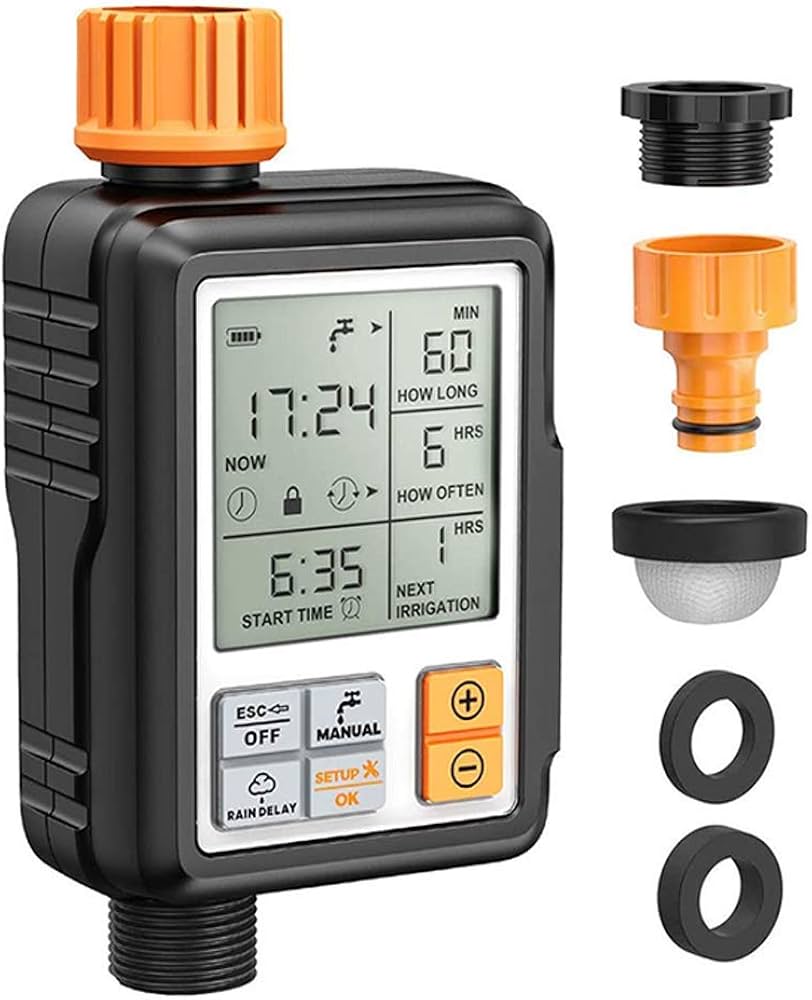 MIN
60
HOW LONG
17:24
NOW
6 HRS
HOW OFTEN
6:35
START TIME
1 HRS
NEXT
IRRIGATION
ESC
OFF
MANUAL
RAIN DELAY
SETUP
OK
+
−